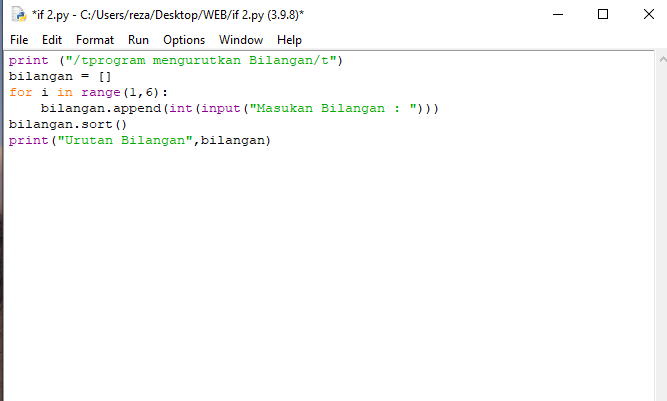 *if 2.py - C:/Users/reza/Desktop/WEB/if 2.py (3.9.8)*
File Edit Format Run Options Window Help
print ("/tprogram mengurutkan Bilangan/t")
bilangan = []
for i in range(1,6):
    bilangan.append(int(input("Masukan Bilangan : ")))
bilangan.sort()
print("Urutan Bilangan",bilangan)